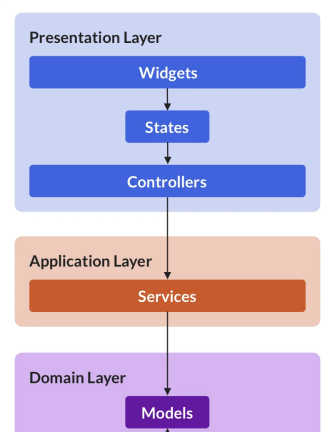 Presentation Layer
Widgets
States
Controllers
Application Layer
Services
Domain Layer
Models